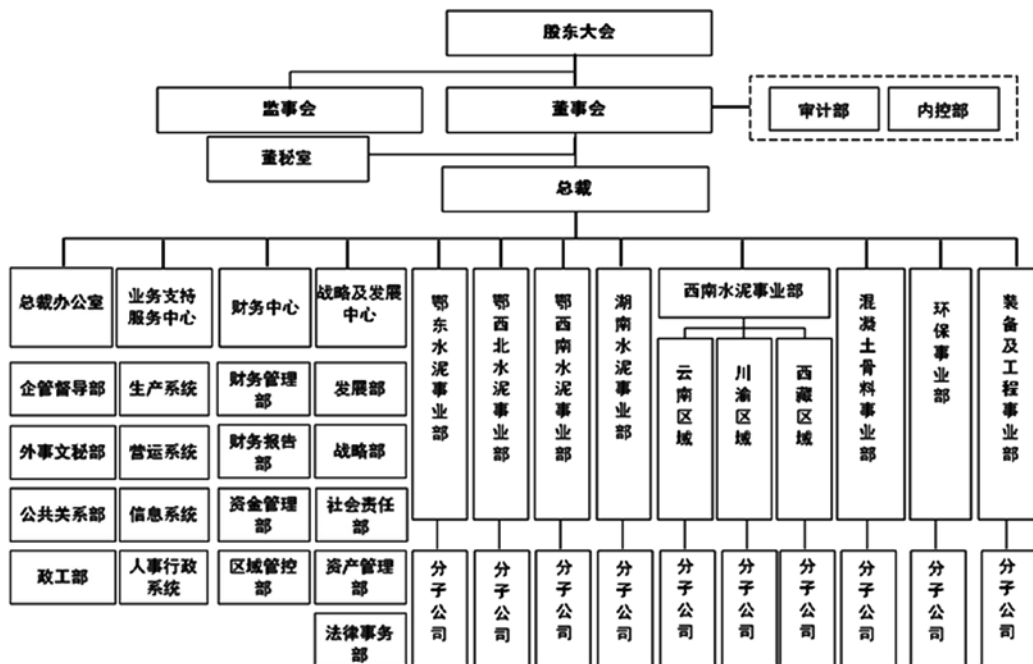 股东大会
监事会
董事会
审计部
内控部
董秘室
总裁
总裁办公室
业务支持
服务中心
财务中心
战略及发展
中心
鄂东水泥事业部
鄂西北水泥事业部
鄂西南水泥事业部
湖南水泥事业部
西南水泥事业部
混凝土骨料事业部
环保事业部
装备及工程事业部
云南区域
川渝区域
西藏区域
企管督导部
生产系统
财务管理
部
发展部
外事文秘部
营运系统
财务报告
部
战略部
公共关系部
信息系统
资金管理
部
社会责任
部
政工部
人事行政
系统
区域管控
部
资产管理
部
法律事务
部
分子公司
分子公司
分子公司
分子公司
分子公司
分子公司
分子公司
分子公司
分子公司
分子公司